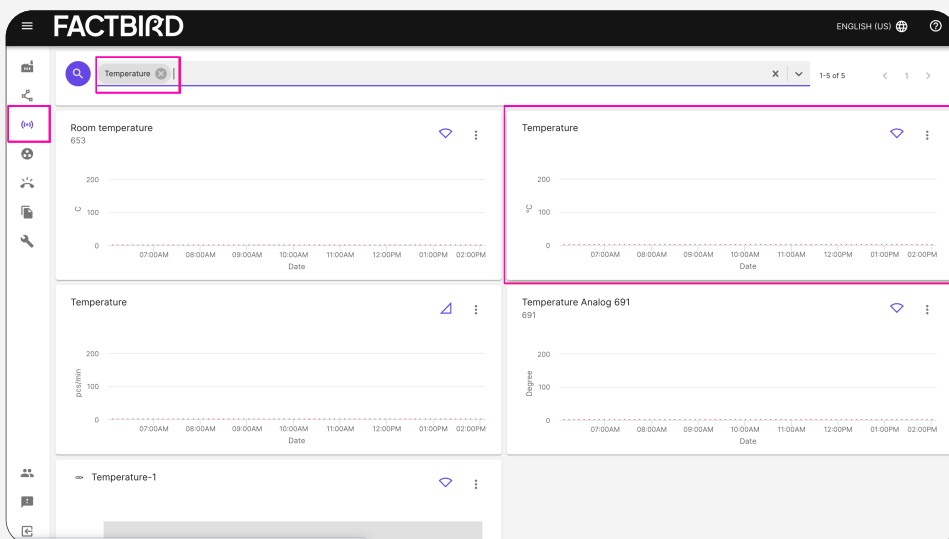 FACTBIRD
ENGLISH (US)
Temperature
1-5 of 5
1
Room temperature
653
200
C
100
0
07:00AM 08:00AM 09:00AM 10:00AM 11:00AM 12:00PM 01:00PM 02:00PM
Date
Temperature
200
°C
100
0
07:00AM 08:00AM 09:00AM 10:00AM 11:00AM 12:00PM 01:00PM 02:00PM
Date
Temperature
200
pcs/min
100
0
07:00AM 08:00AM 09:00AM 10:00AM 11:00AM 12:00PM 01:00PM 02:00PM
Date
Temperature Analog 691
691
200
Degree
100
0
07:00AM 08:00AM 09:00AM 10:00AM 11:00AM 12:00PM 01:00PM 02:00PM
Date
Temperature-1